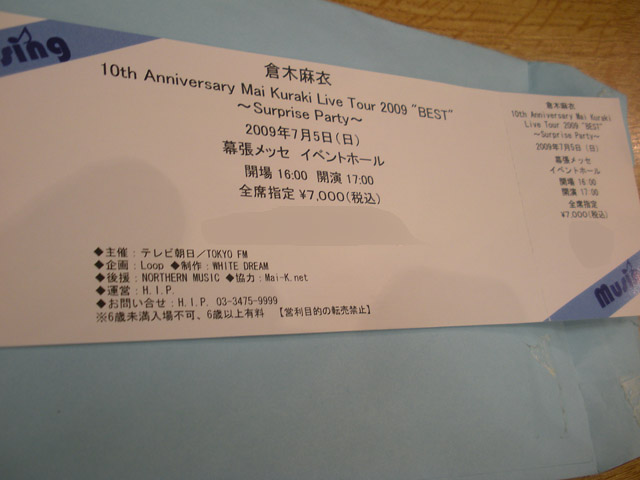 sing
倉木麻衣
10th Anniversary Mai Kuraki Live Tour 2009 "BEST"
～Surprise Party～
2009年7月5日(日)
幕張メッセ イベントホール
開場 16:00 開演 17:00
全席指定 ¥7,000(税込)
◆主催：テレビ朝日／TOKYO FM
◆企画：Loop ◆制作：WHITE DREAM
◆後援：NORTHERN MUSIC ◆協力：Mai-K.net
◆運営：H.I.P.
◆お問い合せ：H.I.P. 03-3475-9999
※6歳未満入場不可、6歳以上有料 【営利目的の転売禁止】
倉木麻衣
10th Anniversary Mai Kuraki
Live Tour 2009 "BEST"
～Surprise Party～
2009年7月5日 (日)
幕張メッセ
イベントホール
開場 16:00
開演 17:00
全席指定
¥7,000(税込)
Musi